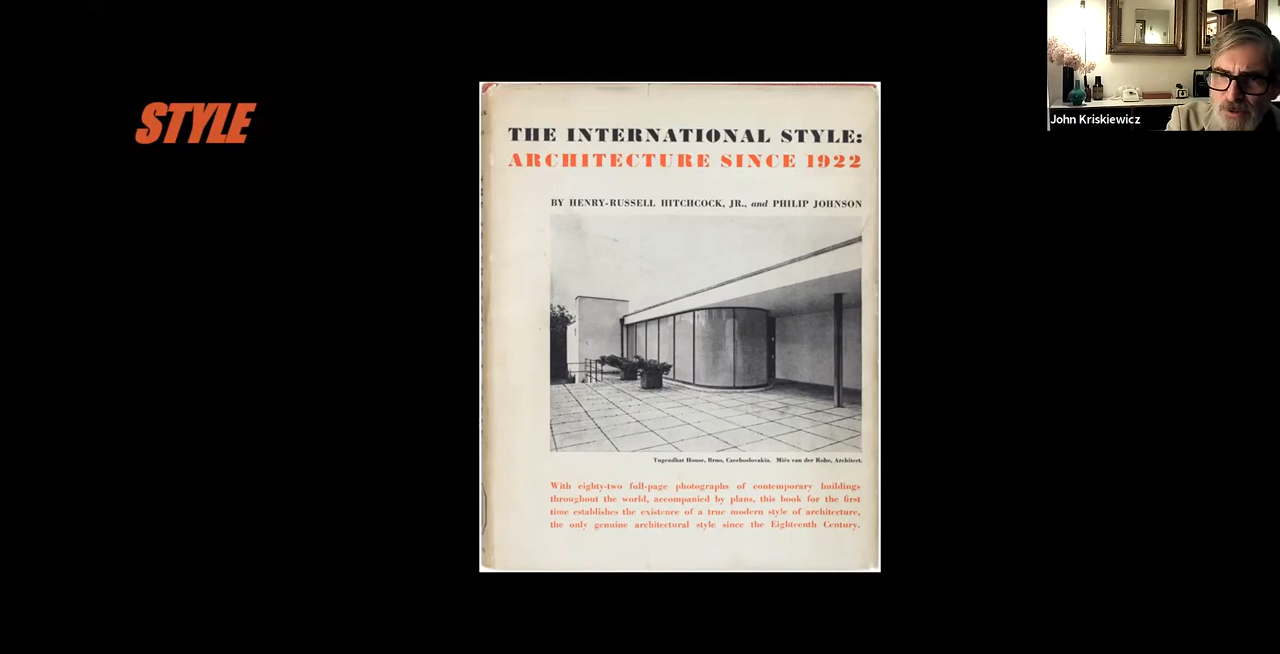 STYLE
THE INTERNATIONAL STYLE:
ARCHITECTURE SINCE 1922
BY HENRY-RUSSELL HITCHCOCK, JR., and PHILIP JOHNSON
Tugendhat House, Brno, Czechoslovakia. Miës van der Rohe, Architect.
With eighty-two full-page photographs of contemporary buildings
throughout the world, accompanied by plans, this book for the first
time establishes the existence of a true modern style of architecture,
the only genuine architectural style since the Eighteenth Century.
John Kriskiewicz